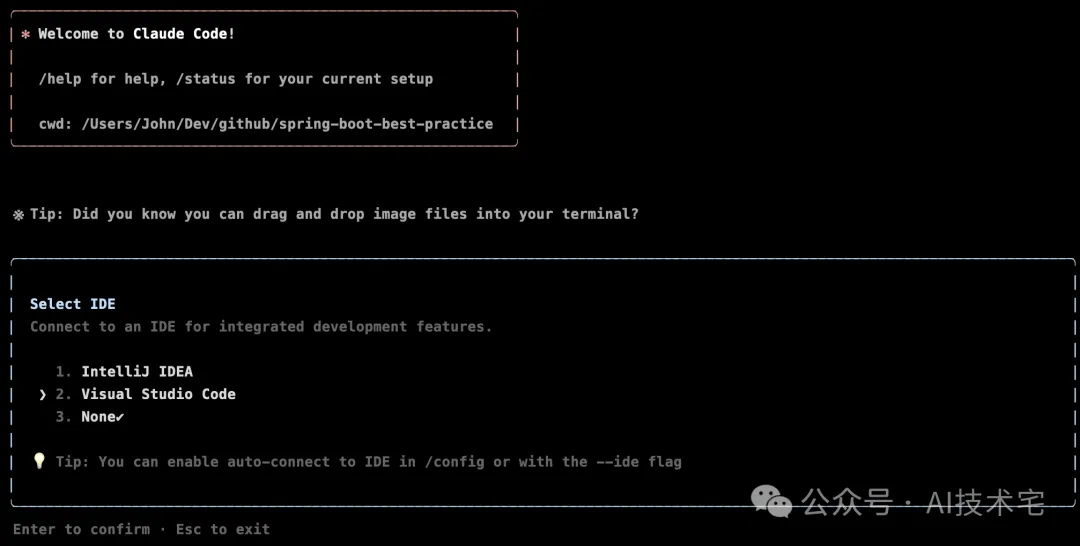 ✻ Welcome to Claude Code!
/help for help, /status for your current setup
cwd: /Users/John/Dev/github/spring-boot-best-practice
※ Tip: Did you know you can drag and drop image files into your terminal?
Select IDE
Connect to an IDE for integrated development features.
1. IntelliJ IDEA
❯ 2. Visual Studio Code
3. None✔
💡 Tip: You can enable auto-connect to IDE in /config or with the --ide flag
公众号 · AI技术宅
Enter to confirm · Esc to exit